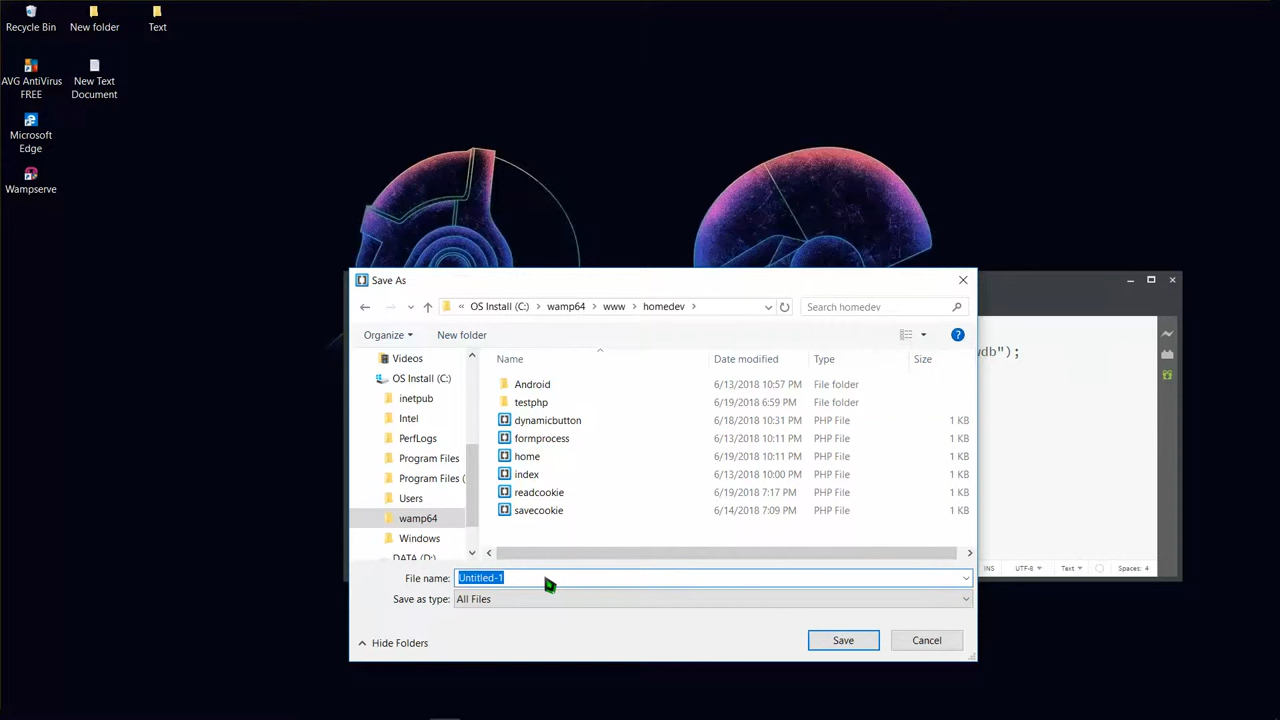 Recycle Bin
New folder
Text
AVG AntiVirus
FREE
New Text
Document
Microsoft
Edge
Wampserve
Save As
« OS Install (C:) › wamp64 › www › homedev ›
Search homedev
Organize
New folder
?
Name
Date modified
Type
Size
Videos
OS Install (C:)
inetpub
Intel
PerfLogs
Program Files
Program Files (
Users
wamp64
Windows
DATA (D:)
Android 6/13/2018 10:57 PM File folder
testphp 6/19/2018 6:59 PM File folder
dynamicbutton 6/18/2018 10:31 PM PHP File 1 KB
formprocess 6/13/2018 10:11 PM PHP File 1 KB
home 6/19/2018 10:11 PM PHP File 1 KB
index 6/13/2018 10:00 PM PHP File 1 KB
readcookie 6/19/2018 7:17 PM PHP File 1 KB
savecookie 6/14/2018 7:09 PM PHP File 1 KB
File name: Untitled-1
Save as type: All Files
Hide Folders
Save
Cancel
db");
INS UTF-8 Text Spaces: 4